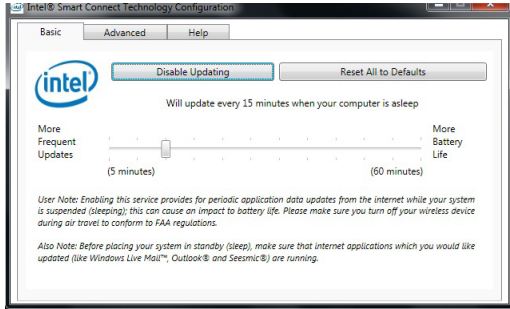 Intel® Smart Connect Technology Configuration
Basic Advanced Help
intel
Disable Updating Reset All to Defaults
Will update every 15 minutes when your computer is asleep
More More
Frequent Battery
Updates Life
(5 minutes) (60 minutes)
User Note: Enabling this service provides for periodic application data updates from the internet while your system
is suspended (sleeping); this can cause an impact to battery life. Please make sure you turn off your wireless device
during air travel to conform to FAA regulations.
Also Note: Before placing your system in standby (sleep), make sure that internet applications which you would like
updated (like Windows Live Mail™, Outlook® and Seesmic®) are running.